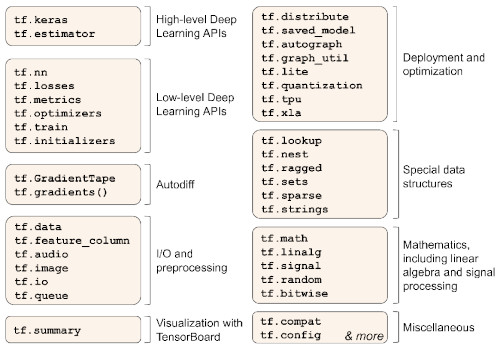 tf.keras
tf.estimator
High-level Deep
Learning APIs
tf.nn
tf.losses
tf.metrics
tf.optimizers
tf.train
tf.initializers
Low-level Deep
Learning APIs
tf.GradientTape
tf.gradients()
Autodiff
tf.data
tf.feature_column
tf.audio
tf.image
tf.io
tf.queue
I/O and
preprocessing
tf.summary
Visualization with
TensorBoard
tf.distribute
tf.saved_model
tf.autograph
tf.graph_util
tf.lite
tf.quantization
tf.tpu
tf.xla
Deployment and
optimization
tf.lookup
tf.nest
tf.ragged
tf.sets
tf.sparse
tf.strings
Special data
structures
tf.math
tf.linalg
tf.signal
tf.random
tf.bitwise
Mathematics,
including linear
algebra and signal
processing
tf.compat
tf.config & more
Miscellaneous